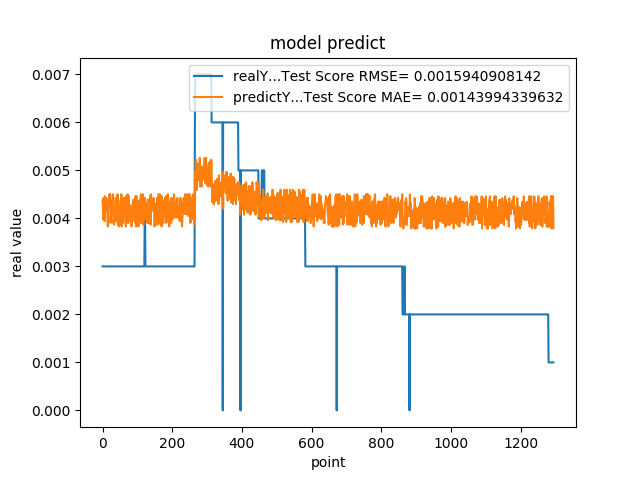 model predict
realY...Test Score RMSE= 0.0015940908142
predictY...Test Score MAE= 0.00143994339632
0.007
0.006
0.005
0.004
0.003
0.002
0.001
0.000
real value
0 200 400 600 800 1000 1200
point